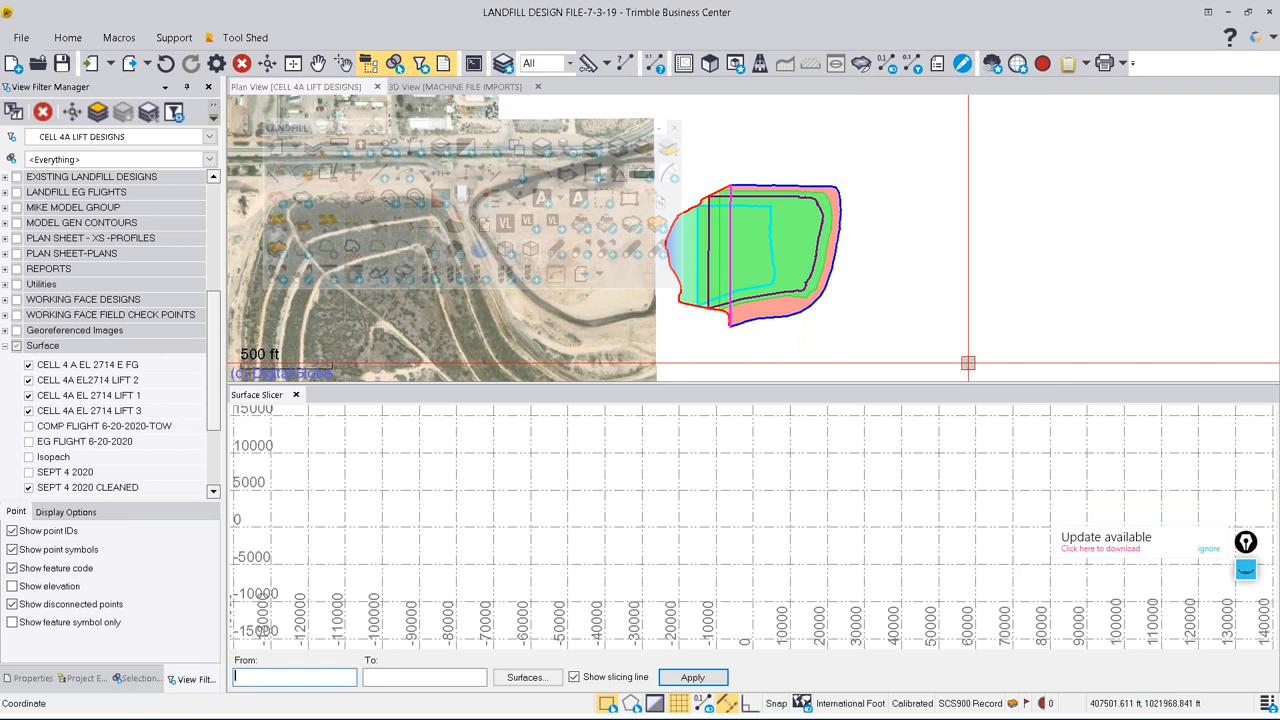 LANDFILL DESIGN FILE-7-3-19 - Trimble Business Center
File
Home
Macros
Support
Tool Shed
All
View Filter Manager
Plan View [CELL 4A LIFT DESIGNS]
3D View [MACHINE FILE IMPORTS]
CELL 4A LIFT DESIGNS
<Everything>
EXISTING LANDFILL DESIGNS
LANDFILL EG FLIGHTS
LINE MODEL GROUP
MODEL GEN CONTOURS
PLAN SHEET - XS -PROFILES
PLAN SHEET-PLANS
REPORTS
Utilities
WORKING FACE DESIGNS
WORKING FACE FIELD CHECK POINTS
Georeferenced Images
Surface
CELL 4 A EL 2714 E FG
CELL 4A EL2714 LIFT 2
CELL 4A EL 2714 LIFT 1
CELL 4A EL 2714 LIFT 3
COMP FLIGHT 6-20-2020-TOW
EG FLIGHT 6-20-2020
Isopach
SEPT 4 2020
SEPT 4 2020 CLEANED
Point
Display Options
Show point IDs
Show point symbols
Show feature code
Show elevation
Show disconnected points
Show feature symbol only
Properties
Project E...
Selection...
View Filt...
LANDFILL
VL
VL
VL
500 ft
(c) DigitalGlobe
Surface Slicer
15000
10000
5000
0
-5000
-10000
-15000
-120000
-110000
-100000
-90000
-80000
-70000
-60000
-50000
-40000
-30000
-20000
-10000
0
10000
20000
30000
40000
50000
60000
70000
80000
90000
100000
110000
120000
130000
140000
Update available
Click here to download
ignore
From:
To:
Surfaces...
Show slicing line
Apply
Coordinate
Snap
International Foot
Calibrated
SCS900 Record
0
407501.611 ft, 1021968.841 ft